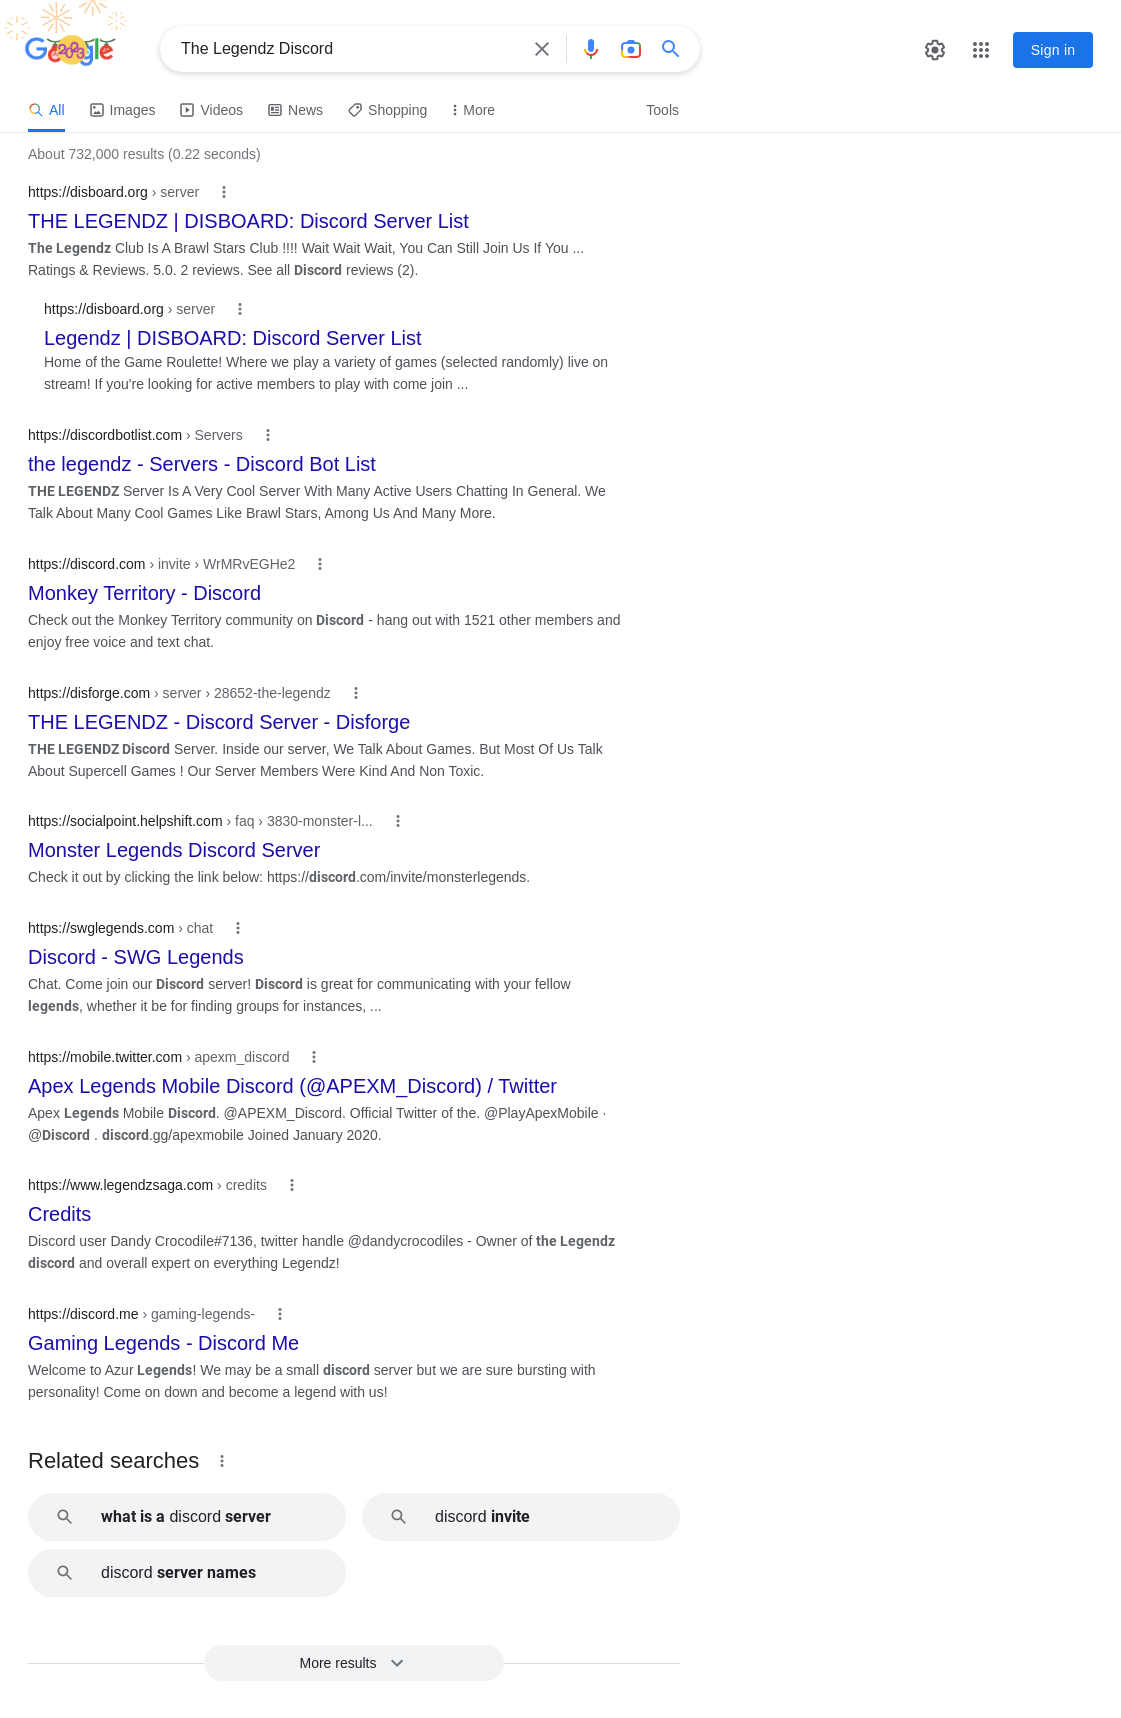 Google
The Legendz Discord
Sign in
All Images Videos News Shopping More Tools
About 732,000 results (0.22 seconds)
https://disboard.org › server
THE LEGENDZ | DISBOARD: Discord Server List
The Legendz Club Is A Brawl Stars Club !!!! Wait Wait Wait, You Can Still Join Us If You ...
Ratings & Reviews. 5.0. 2 reviews. See all Discord reviews (2).
https://disboard.org › server
Legendz | DISBOARD: Discord Server List
Home of the Game Roulette! Where we play a variety of games (selected randomly) live on
stream! If you're looking for active members to play with come join ...
https://discordbotlist.com › Servers
the legendz - Servers - Discord Bot List
THE LEGENDZ Server Is A Very Cool Server With Many Active Users Chatting In General. We
Talk About Many Cool Games Like Brawl Stars, Among Us And Many More.
https://discord.com › invite › WrMRvEGHe2
Monkey Territory - Discord
Check out the Monkey Territory community on Discord - hang out with 1521 other members and
enjoy free voice and text chat.
https://disforge.com › server › 28652-the-legendz
THE LEGENDZ - Discord Server - Disforge
THE LEGENDZ Discord Server. Inside our server, We Talk About Games. But Most Of Us Talk
About Supercell Games ! Our Server Members Were Kind And Non Toxic.
https://socialpoint.helpshift.com › faq › 3830-monster-l...
Monster Legends Discord Server
Check it out by clicking the link below: https://discord.com/invite/monsterlegends.
https://swglegends.com › chat
Discord - SWG Legends
Chat. Come join our Discord server! Discord is great for communicating with your fellow
legends, whether it be for finding groups for instances, ...
https://mobile.twitter.com › apexm_discord
Apex Legends Mobile Discord (@APEXM_Discord) / Twitter
Apex Legends Mobile Discord. @APEXM_Discord. Official Twitter of the. @PlayApexMobile ·
@Discord . discord.gg/apexmobile Joined January 2020.
https://www.legendzsaga.com › credits
Credits
Discord user Dandy Crocodile#7136, twitter handle @dandycrocodiles - Owner of the Legendz
discord and overall expert on everything Legendz!
https://discord.me › gaming-legends-
Gaming Legends - Discord Me
Welcome to Azur Legends! We may be a small discord server but we are sure bursting with
personality! Come on down and become a legend with us!
Related searches
what is a discord server
discord invite
discord server names
More results